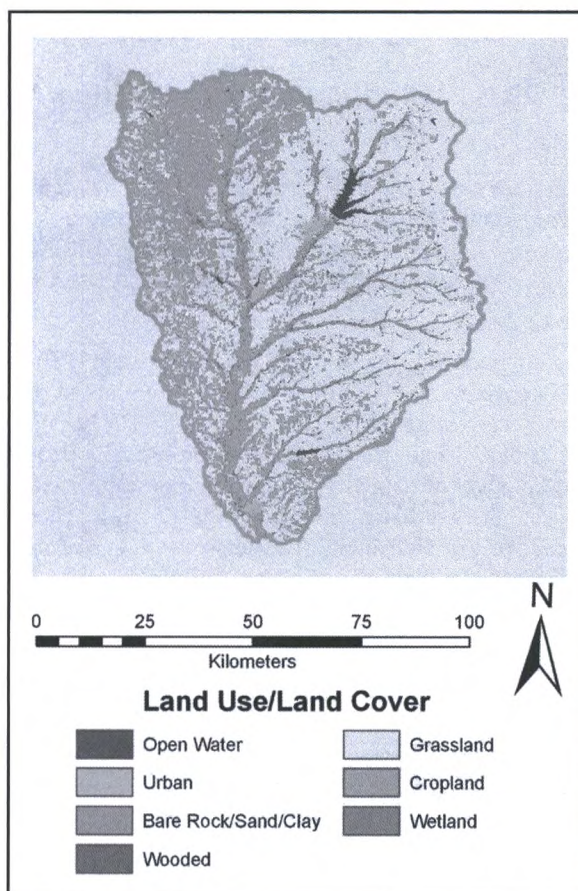 N
0 25 50 75 100
Kilometers
Land Use/Land Cover
Open Water
Urban
Bare Rock/Sand/Clay
Wooded
Grassland
Cropland
Wetland